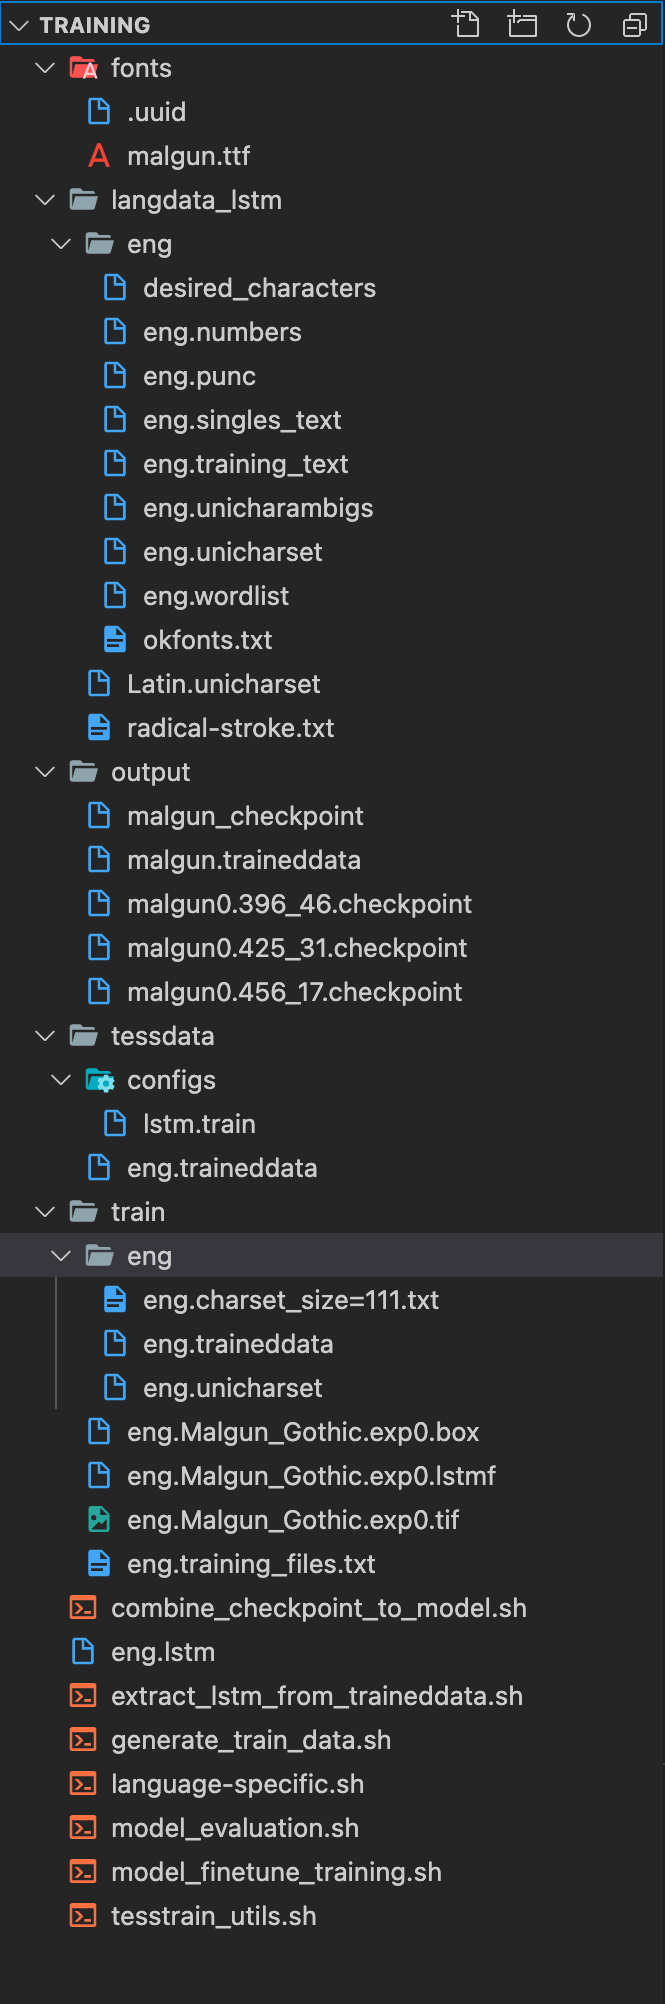 TRAINING
fonts
.uuid
malgun.ttf
langdata_lstm
eng
desired_characters
eng.numbers
eng.punc
eng.singles_text
eng.training_text
eng.unicharambigs
eng.unicharset
eng.wordlist
okfonts.txt
Latin.unicharset
radical-stroke.txt
output
malgun_checkpoint
malgun.traineddata
malgun0.396_46.checkpoint
malgun0.425_31.checkpoint
malgun0.456_17.checkpoint
tessdata
configs
lstm.train
eng.traineddata
train
eng
eng.charset_size=111.txt
eng.traineddata
eng.unicharset
eng.Malgun_Gothic.exp0.box
eng.Malgun_Gothic.exp0.lstmf
eng.Malgun_Gothic.exp0.tif
eng.training_files.txt
combine_checkpoint_to_model.sh
eng.lstm
extract_lstm_from_traineddata.sh
generate_train_data.sh
language-specific.sh
model_evaluation.sh
model_finetune_training.sh
tesstrain_utils.sh